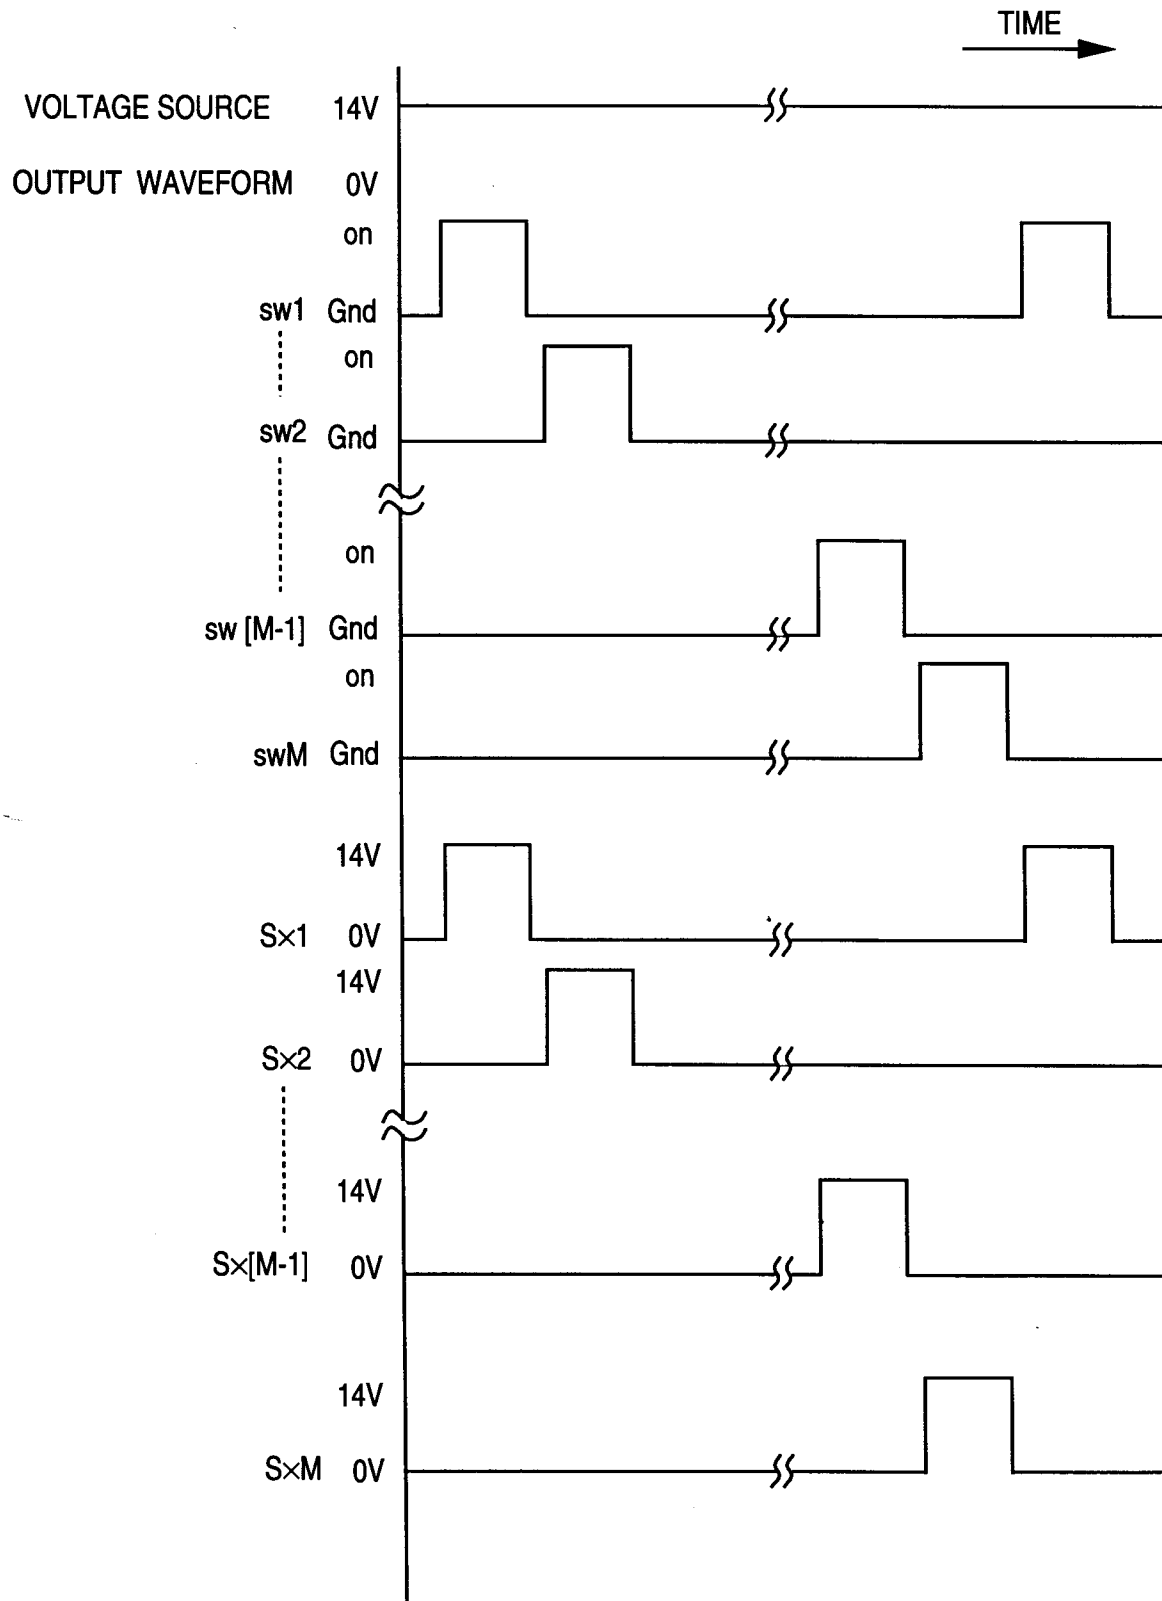 TIME
VOLTAGE SOURCE 14V
OUTPUT WAVEFORM 0V
on
sw1 Gnd
on
sw2 Gnd
on
sw [M-1] Gnd
on
swM Gnd
14V
S×1 0V
14V
S×2 0V
14V
S×[M-1] 0V
14V
S×M 0V